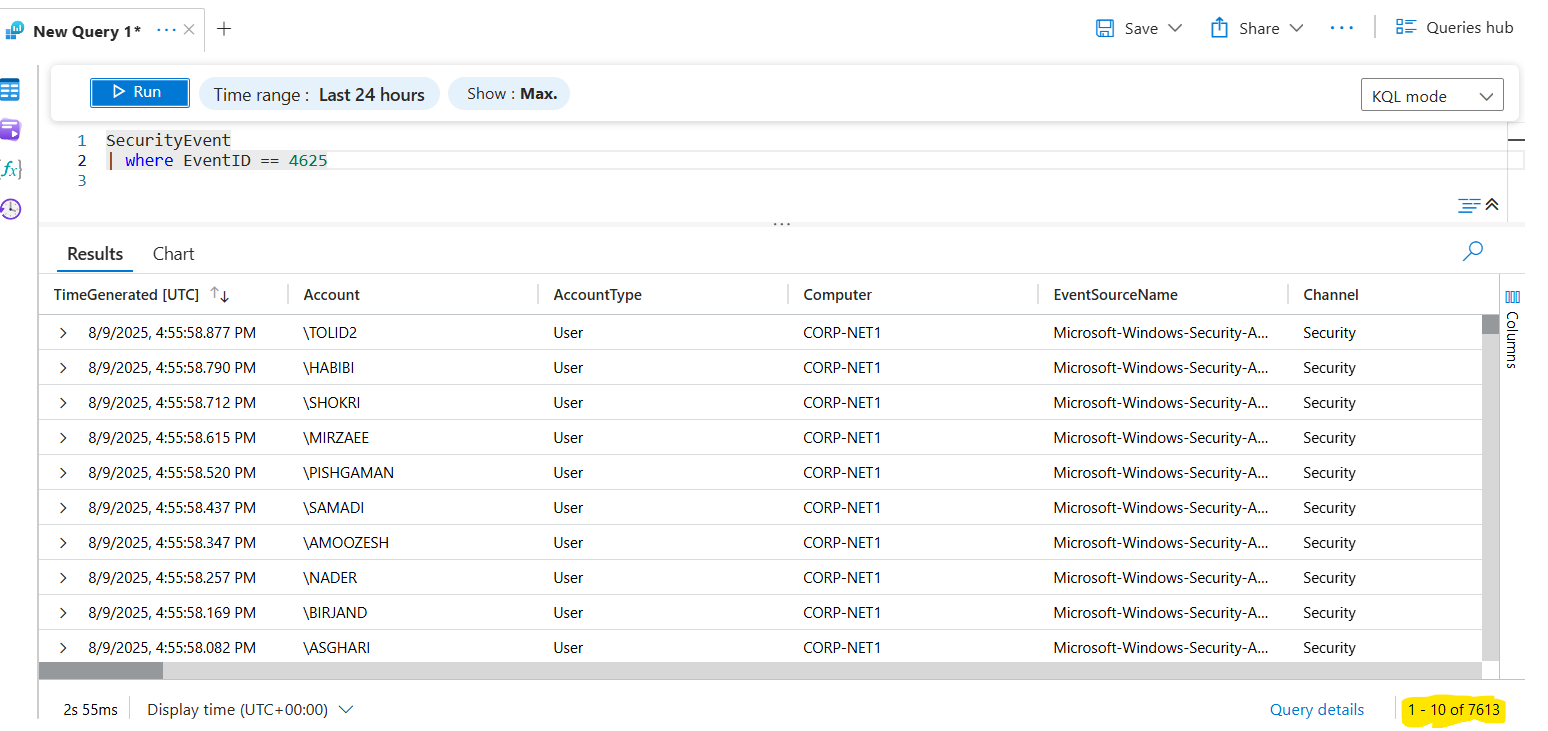 New Query 1*
Save
Share
Queries hub
Run
Time range : Last 24 hours
Show : Max.
KQL mode
1 SecurityEvent
2 | where EventID == 4625
3
{fx}
Results Chart
TimeGenerated [UTC] Account AccountType Computer EventSourceName Channel
8/9/2025, 4:55:58.877 PM \TOLID2 User CORP-NET1 Microsoft-Windows-Security-A... Security
8/9/2025, 4:55:58.790 PM \HABIBI User CORP-NET1 Microsoft-Windows-Security-A... Security
8/9/2025, 4:55:58.712 PM \SHOKRI User CORP-NET1 Microsoft-Windows-Security-A... Security
8/9/2025, 4:55:58.615 PM \MIRZAEE User CORP-NET1 Microsoft-Windows-Security-A... Security
8/9/2025, 4:55:58.520 PM \PISHGAMAN User CORP-NET1 Microsoft-Windows-Security-A... Security
8/9/2025, 4:55:58.437 PM \SAMADI User CORP-NET1 Microsoft-Windows-Security-A... Security
8/9/2025, 4:55:58.347 PM \AMOOZESH User CORP-NET1 Microsoft-Windows-Security-A... Security
8/9/2025, 4:55:58.257 PM \NADER User CORP-NET1 Microsoft-Windows-Security-A... Security
8/9/2025, 4:55:58.169 PM \BIRJAND User CORP-NET1 Microsoft-Windows-Security-A... Security
8/9/2025, 4:55:58.082 PM \ASGHARI User CORP-NET1 Microsoft-Windows-Security-A... Security
Columns
2s 55ms
Display time (UTC+00:00)
Query details
1 - 10 of 7613